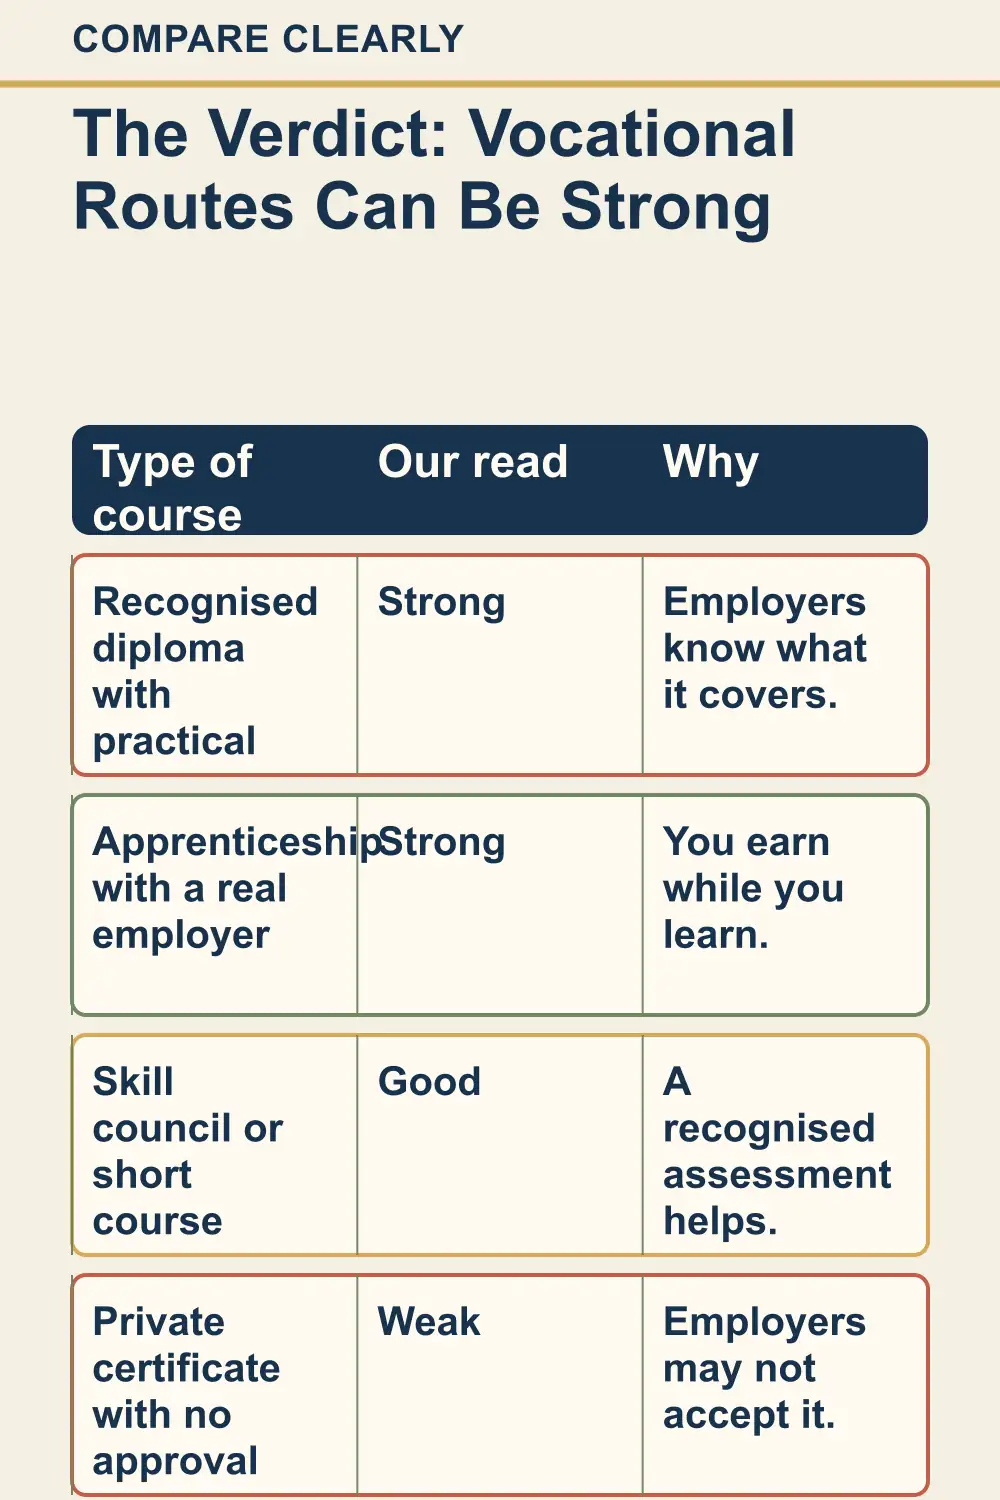 COMPARE CLEARLY
The Verdict: Vocational
Routes Can Be Strong
Type of
course
Our read
Why
Recognised
diploma
with
practical
Strong
Employers
know what
it covers.
Apprenticeship
with a real
employer
Strong
You earn
while you
learn.
Skill
council or
short
course
Good
A
recognised
assessment
helps.
Private
certificate
with no
approval
Weak
Employers
may not
accept it.